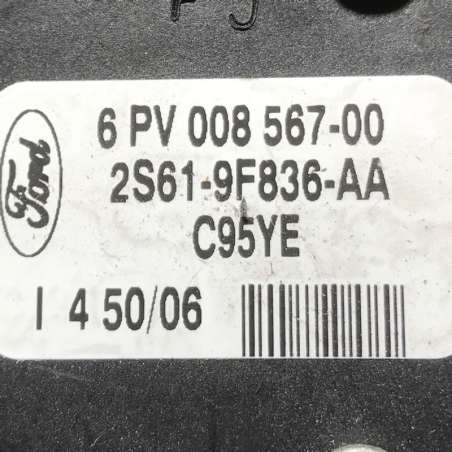 Ford
6 PV 008 567-00
2S61-9F836-AA
C95YE
I 4 50/06